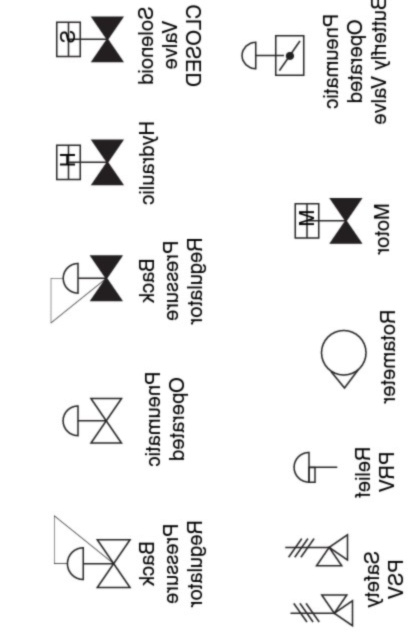 S
Solenoid
Valve
CLOSED
H
Hydraulic
Back
Pressure
Regulator
Pneumatic
Operated
Back
Pressure
Regulator
Pneumatic
Operated
Butterfly Valve
M
Motor
Rotameter
Relief
PRV
Safety
PSV